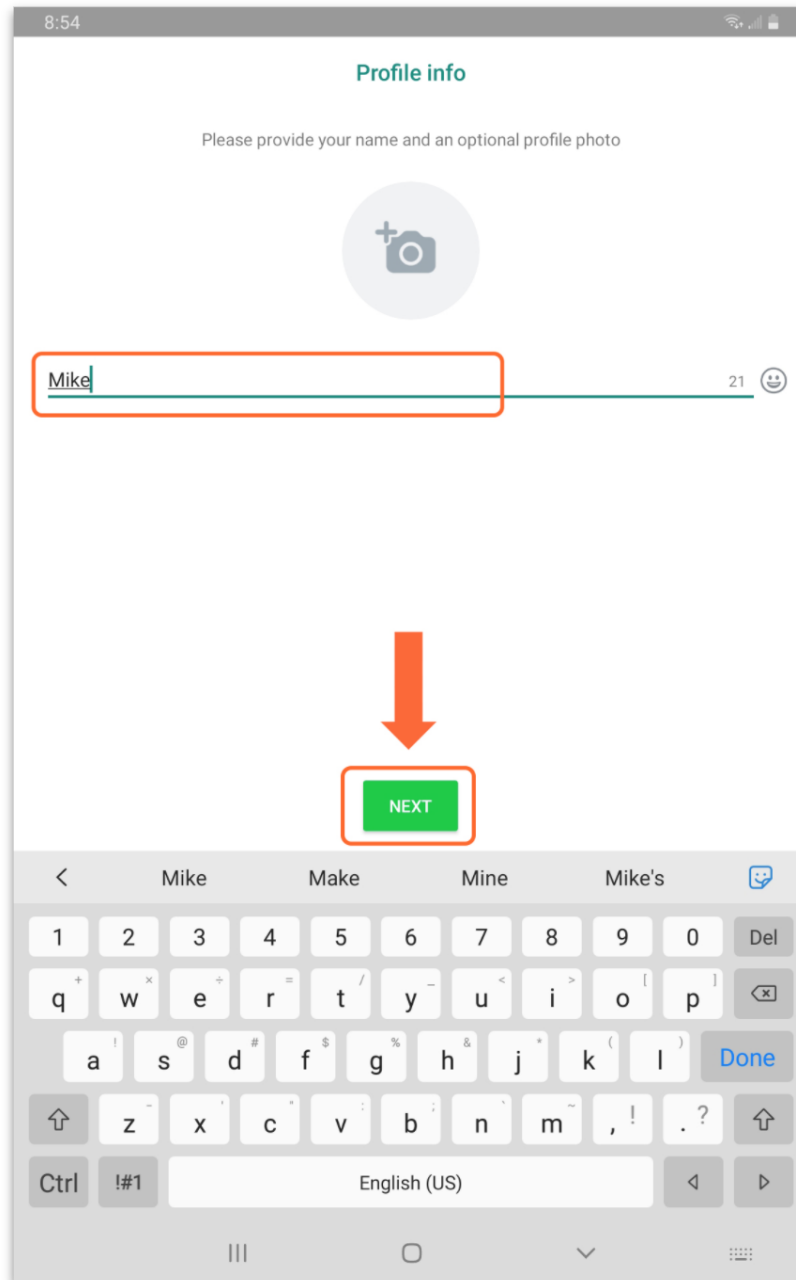 8:54
Profile info
Please provide your name and an optional profile photo
Mike 21
NEXT
Mike Make Mine Mike's
1 2 3 4 5 6 7 8 9 0 Del
+ × ÷ = / _ < > [ ]
q w e r t y u i o p
! @ # $ % & * ( )
a s d f g h j k l Done
- ' " : ; ` ~ ! ?
z x c v b n m , .
Ctrl !#1 English (US)